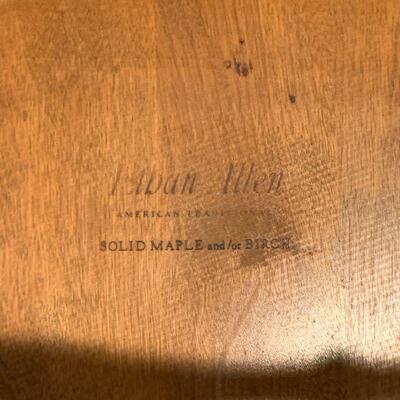 Ethan Allen
AMERICAN TRADITIONAL
SOLID MAPLE and/or BIRCH